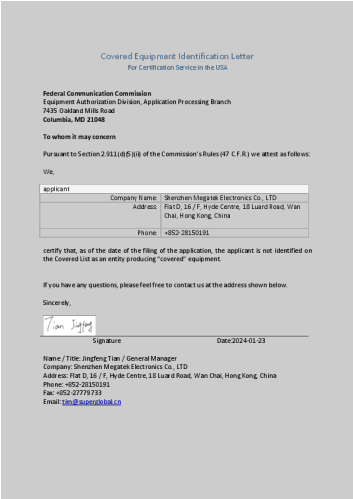 Covered Equipment Identification Letter
For Certification Service in the USA
Federal Communication Commission
Equipment Authorization Division, Application Processing Branch
7435 Oakland Mills Road
Columbia, MD 21048
To whom it may concern
Pursuant to Section 2.911(d)(5)(ii) of the Commission's Rules (47 C.F.R.) we attest as follows:
We,
applicant
Company Name: Shenzhen Megatek Electronics Co., LTD
Address: Flat D, 16 / F, Hyde Centre, 18 Luard Road, Wan
Chai, Hong Kong, China
Phone: +852-28150191
certify that, as of the date of the filing of the application, the applicant is not identified on
the Covered List as an entity producing "covered" equipment.
If you have any questions, please feel free to contact us at the address shown below.
Sincerely,
Tian Jingfeng
Signature Date:2024-01-23
Name / Title: Jingfeng Tian / General Manager
Company: Shenzhen Megatek Electronics Co., LTD
Address: Flat D, 16 / F, Hyde Centre, 18 Luard Road, Wan Chai, Hong Kong, China
Phone: +852-28150191
Fax: +852-27779733
Email: tim@superglobal.cn